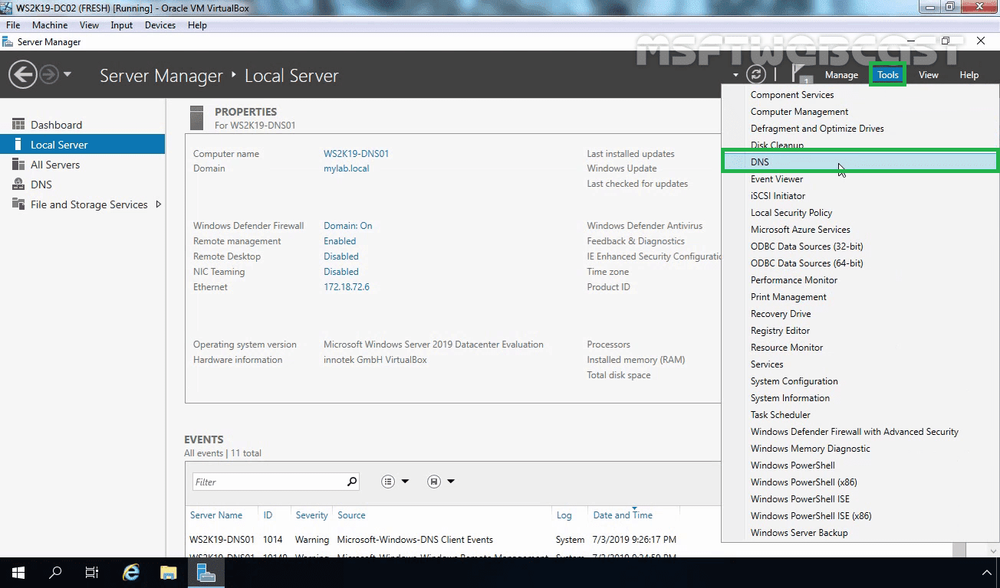 WS2K19-DC02 (FRESH) [Running] - Oracle VM VirtualBox
File Machine View Input Devices Help
Server Manager
MSFTWEBCAST
Server Manager ‣ Local Server
1 Manage Tools View Help
Dashboard
Local Server
All Servers
DNS
File and Storage Services
PROPERTIES
For WS2K19-DNS01
Computer name WS2K19-DNS01
Domain mylab.local
Last installed updates
Windows Update
Last checked for updates
Windows Defender Firewall Domain: On
Remote management Enabled
Remote Desktop Disabled
NIC Teaming Disabled
Ethernet 172.18.72.6
Windows Defender Antivirus
Feedback & Diagnostics
IE Enhanced Security Configuratio
Time zone
Product ID
Operating system version Microsoft Windows Server 2019 Datacenter Evaluation
Hardware information innotek GmbH VirtualBox
Processors
Installed memory (RAM)
Total disk space
EVENTS
All events | 11 total
Filter
Server Name ID Severity Source Log Date and Time
WS2K19-DNS01 1014 Warning Microsoft-Windows-DNS Client Events System 7/3/2019 9:26:17 PM
Component Services
Computer Management
Defragment and Optimize Drives
Disk Cleanup
DNS
Event Viewer
iSCSI Initiator
Local Security Policy
Microsoft Azure Services
ODBC Data Sources (32-bit)
ODBC Data Sources (64-bit)
Performance Monitor
Print Management
Recovery Drive
Registry Editor
Resource Monitor
Services
System Configuration
System Information
Task Scheduler
Windows Defender Firewall with Advanced Security
Windows Memory Diagnostic
Windows PowerShell
Windows PowerShell (x86)
Windows PowerShell ISE
Windows PowerShell ISE (x86)
Windows Server Backup